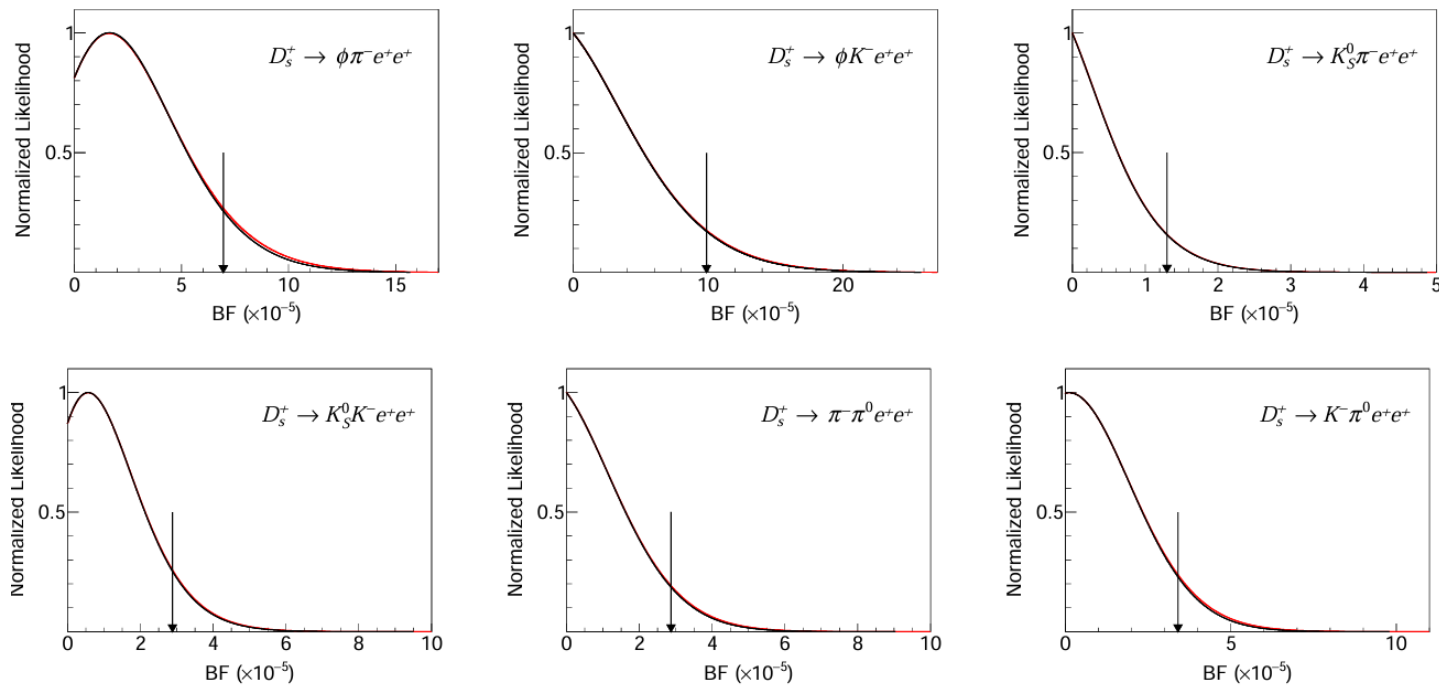 Normalized Likelihood
1
0.5
D_s^+ → ϕπ⁻e⁺e⁺
0 5 10 15
BF (×10⁻⁵)
Normalized Likelihood
1
0.5
D_s^+ → ϕK⁻e⁺e⁺
0 10 20
BF (×10⁻⁵)
Normalized Likelihood
1
0.5
D_s^+ → K_S^0π⁻e⁺e⁺
0 1 2 3 4 5
BF (×10⁻⁵)
Normalized Likelihood
1
0.5
D_s^+ → K_S^0K⁻e⁺e⁺
0 2 4 6 8 10
BF (×10⁻⁵)
Normalized Likelihood
1
0.5
D_s^+ → π⁻π⁰e⁺e⁺
0 2 4 6 8 10
BF (×10⁻⁵)
Normalized Likelihood
1
0.5
D_s^+ → K⁻π⁰e⁺e⁺
0 5 10
BF (×10⁻⁵)